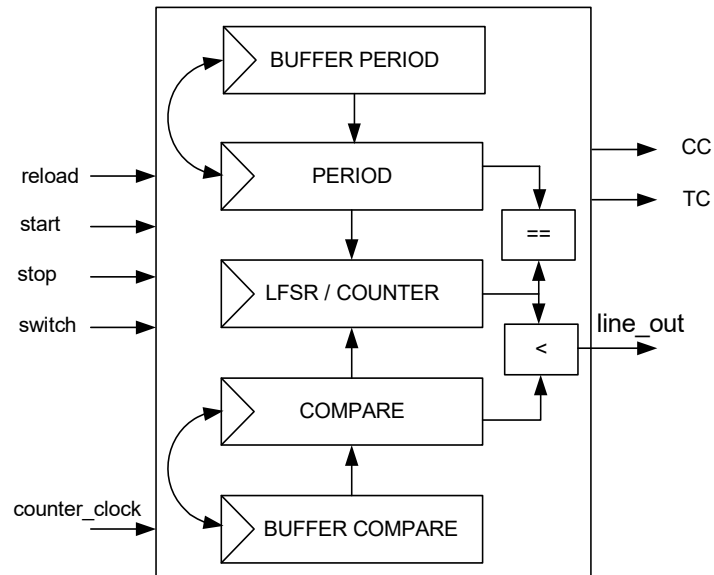 BUFFER PERIOD
PERIOD
reload
start
stop
switch
counter_clock
LFSR / COUNTER
COMPARE
BUFFER COMPARE
==
<
CC
TC
line_out